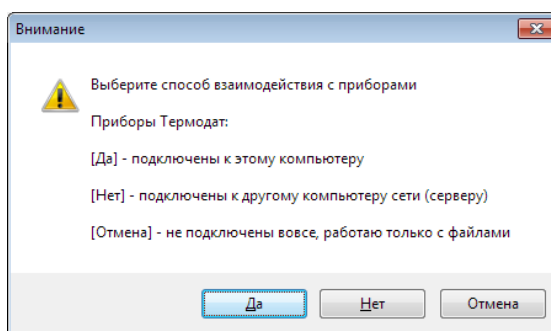 Внимание
Выберите способ взаимодействия с приборами
Приборы Термодат:
[Да] - подключены к этому компьютеру
[Нет] - подключены к другому компьютеру сети (серверу)
[Отмена] - не подключены вовсе, работаю только с файлами
Да Нет Отмена